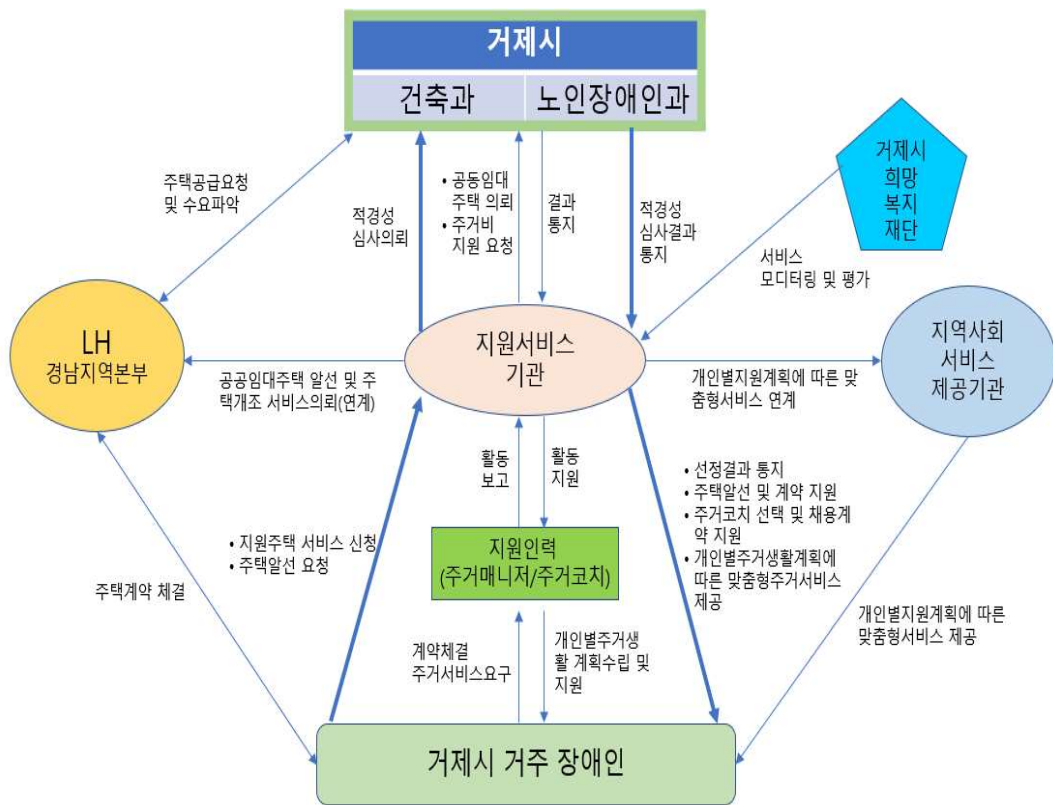 거제시
건축과
노인장애인과
주택공급요청
및 수요파악
적경성
심사의뢰
• 공동임대
주택 의뢰
• 주거비
지원 요청
결과
통지
적경성
심사결과
통지
거제시
희망
복지
재단
서비스
모디터링 및 평가
LH
경남지역본부
지원서비스
기관
지역사회
서비스
제공기관
공공임대주택 알선 및 주
택개조 서비스의뢰(연계)
개인별지원계획에 따른 맞
춤형서비스 연계
활동
보고
활동
지원
• 선정결과 통지
• 주택알선 및 계약 지원
• 주거코치 선택 및 채용계
약 지원
• 개인별주거생활계획에
따른 맞춤형주거서비스
제공
• 지원주택 서비스 신청
• 주택알선 요청
지원인력
(주거매니저/주거코치)
주택계약 체결
개인별지원계획에 따른
맞춤형서비스 제공
계약체결
주거서비스요구
개인별주거생
활 계획수립 및
지원
거제시 거주 장애인